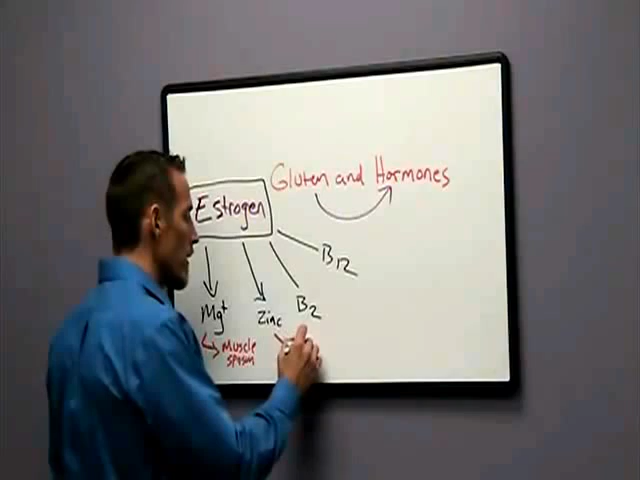 Gluten and Hormones
Estrogen
B12
Mg+
Zinc
B2
Muscle
spasm